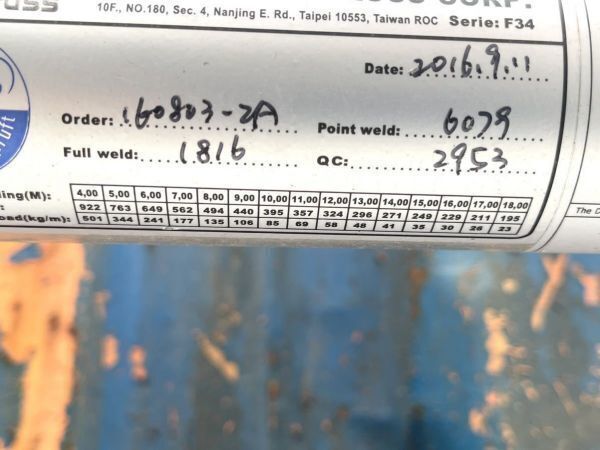 10F., NO.180, Sec. 4, Nanjing E. Rd., Taipei 10553, Taiwan ROC Serie: F34
Date: 2016.9.11
Order: 160803-2A Point weld: 6079
Full weld: 1816 QC: 2953
4,00 5,00 6,00 7,00 8,00 9,00 10,00 11,00 12,00 13,00 14,00 15,00 16,00 17,00 18,00
922 763 649 562 494 440 395 357 324 296 271 249 229 211 195
(kg/m): 501 344 241 177 135 106 85 69 58 48 41 35 30 26 23
The